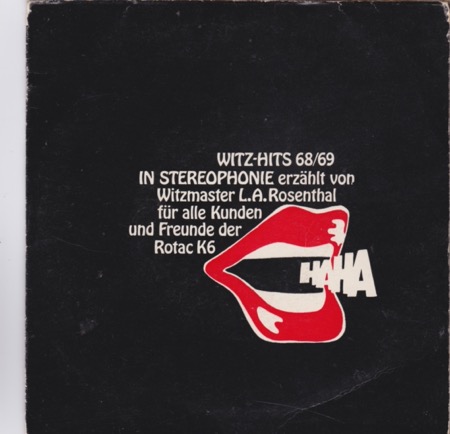 WITZ-HITS 68/69
IN STEREOPHONIE erzählt von
Witzmaster L.A.Rosenthal
für alle Kunden
und Freunde der
Rotac K6
HAHA